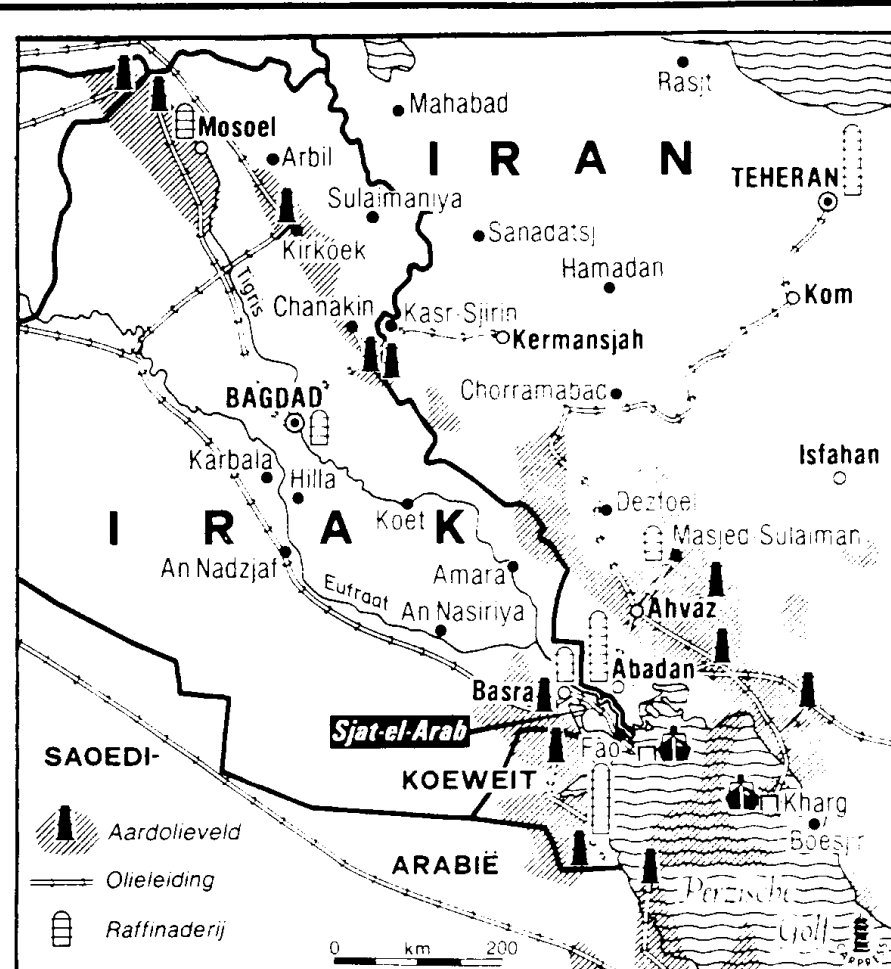 Rasjt
Mahabad
Mosoel
Arbil
IRAN
TEHERAN
Sulaimaniya
Kirkoek
Sanadatsj
Hamadan
Tigris
Kom
Chanakin
Kasr-Sjirin
Kermansjah
BAGDAD
Chorramabac
Isfahan
Karbala
Hilla
Dezfoel
IRAK
Koet
Masjed-Sulaiman
An Nadzjaf
Amara
Eufraat
An Nasiriya
Ahvaz
Basra
Abadan
Sjat-el-Arab
Fao
SAOEDI-
KOEWEIT
Kharg
Boesjir
Aardolieveld
ARABIË
Olieleiding
Perzische
Golf
Raffinaderij
0 km 200